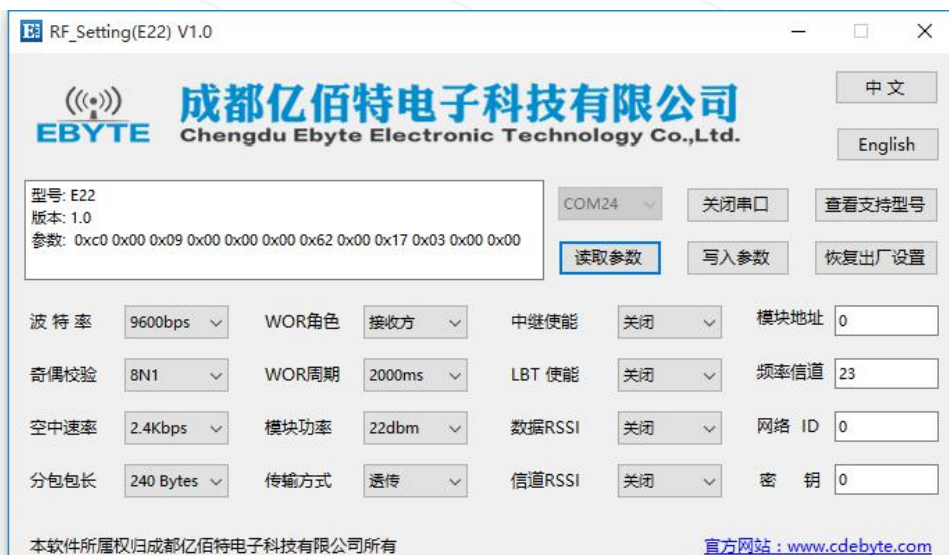 RF_Setting(E22) V1.0
EBYTE
成都亿佰特电子科技有限公司
Chengdu Ebyte Electronic Technology Co.,Ltd.
中文
English
型号: E22
版本: 1.0
参数: 0xc0 0x00 0x09 0x00 0x00 0x00 0x62 0x00 0x17 0x03 0x00 0x00
COM24 关闭串口 查看支持型号
读取参数 写入参数 恢复出厂设置
波特率 9600bps WOR角色 接收方 中继使能 关闭 模块地址 0
奇偶校验 8N1 WOR周期 2000ms LBT 使能 关闭 频率信道 23
空中速率 2.4Kbps 模块功率 22dbm 数据RSSI 关闭 网络 ID 0
分包包长 240 Bytes 传输方式 透传 信道RSSI 关闭 密钥 0
本软件所属权归成都亿佰特电子科技有限公司所有 官方网站：www.cdebyte.com